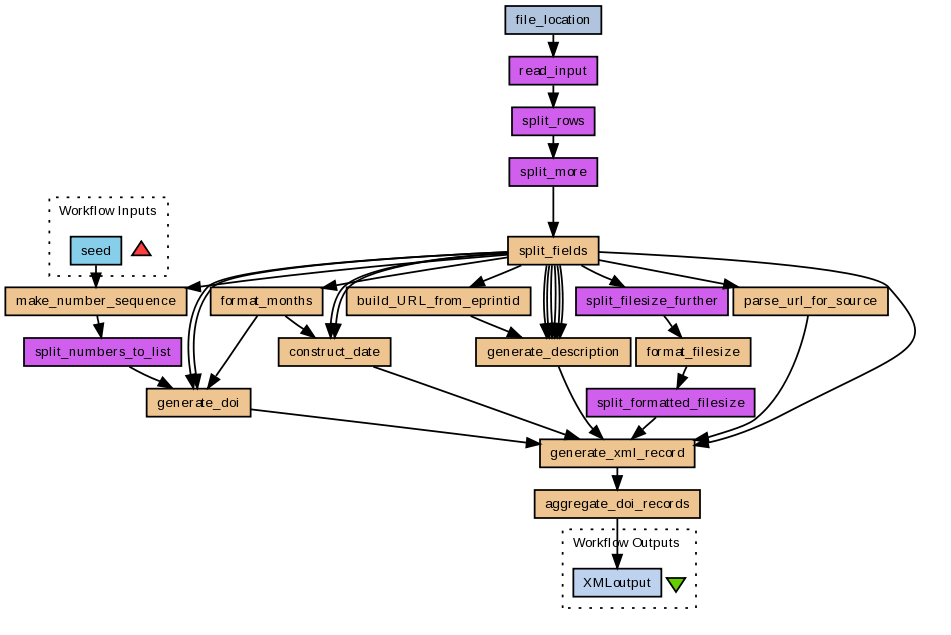 file_location
read_input
split_rows
split_more
Workflow Inputs
seed
split_fields
make_number_sequence
format_months
build_URL_from_eprintid
split_filesize_further
parse_url_for_source
split_numbers_to_list
construct_date
generate_description
format_filesize
generate_doi
split_formatted_filesize
generate_xml_record
aggregate_doi_records
Workflow Outputs
XMLoutput